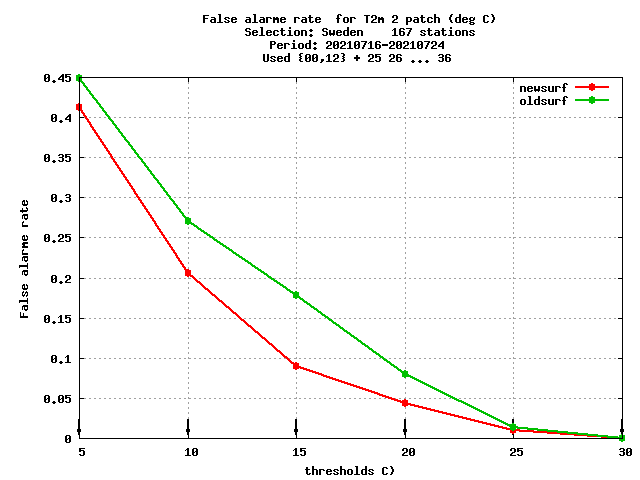 False alarme rate  for T2m 2 patch (deg C)
Selection: Sweden    167 stations
Period: 20210716-20210724
Used {00,12} + 25 26 ... 36
newsurf
oldsurf
0.45
0.4
0.35
0.3
0.25
0.2
0.15
0.1
0.05
0
False alarme rate
5
10
15
20
25
30
thresholds C)